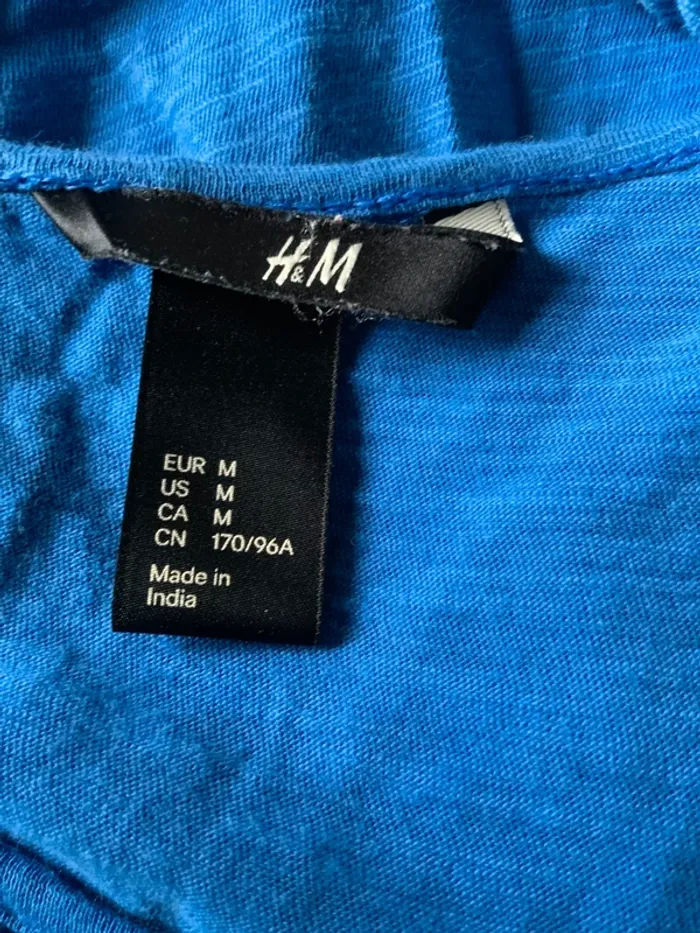 H&M
EUR M
US M
CA M
CN 170/96A
Made in
India